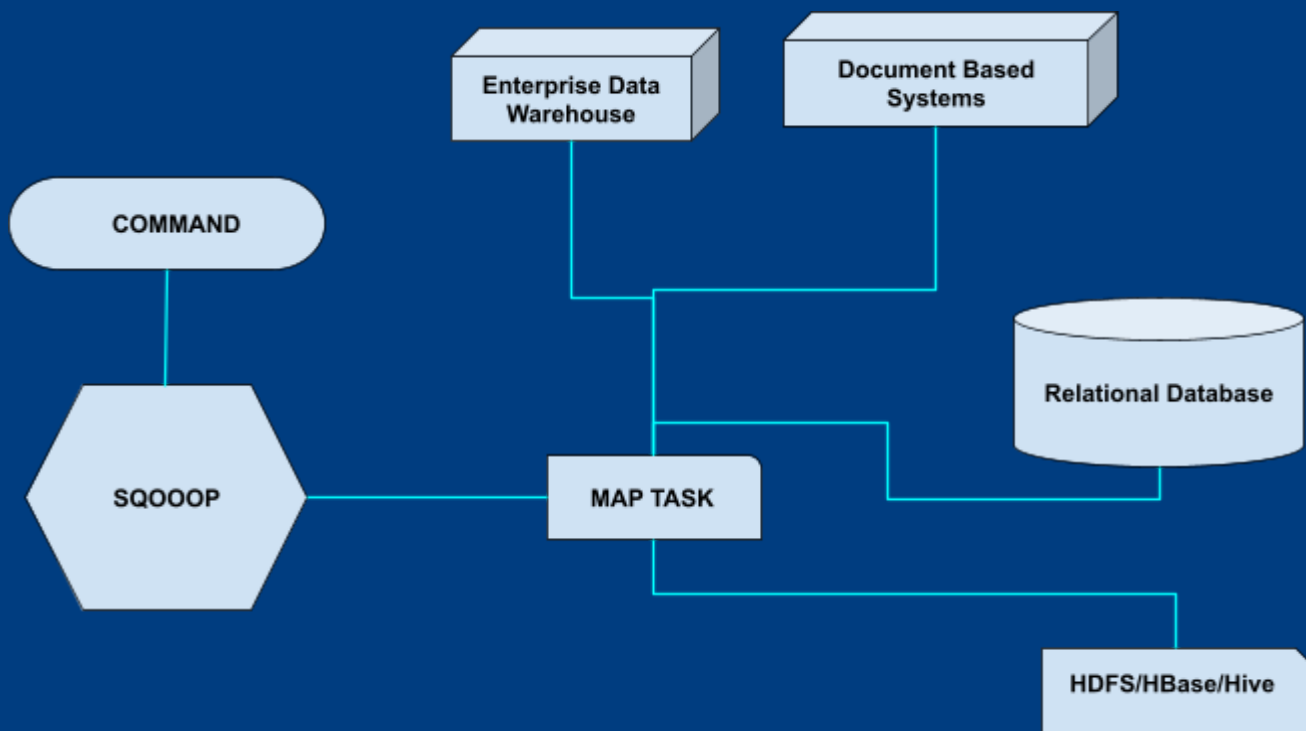 Enterprise Data
Warehouse
Document Based
Systems
COMMAND
Relational Database
SQOOOP
MAP TASK
HDFS/HBase/Hive